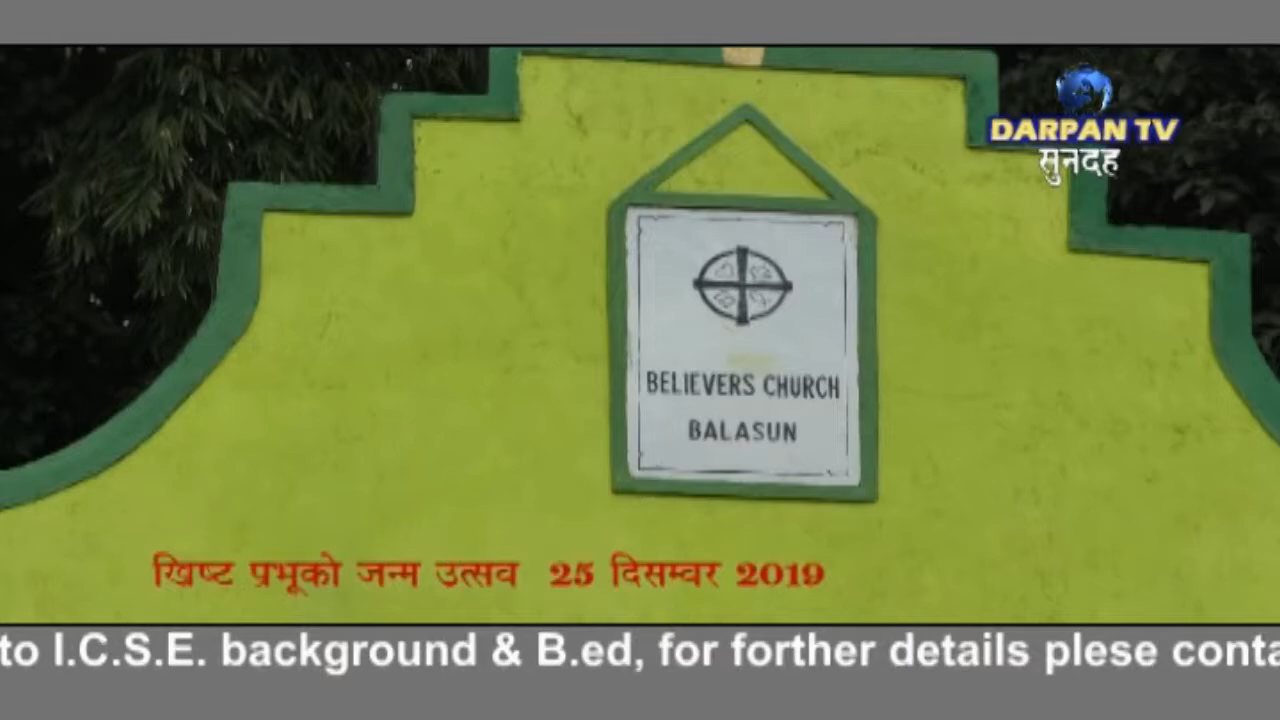 DARPAN TV
सुनदह
BELIEVERS CHURCH
BALASUN
ख्रिष्ट प्रभूको जन्म उत्सव 25 दिसम्वर 2019
to I.C.S.E. background & B.ed, for forther details plese conta